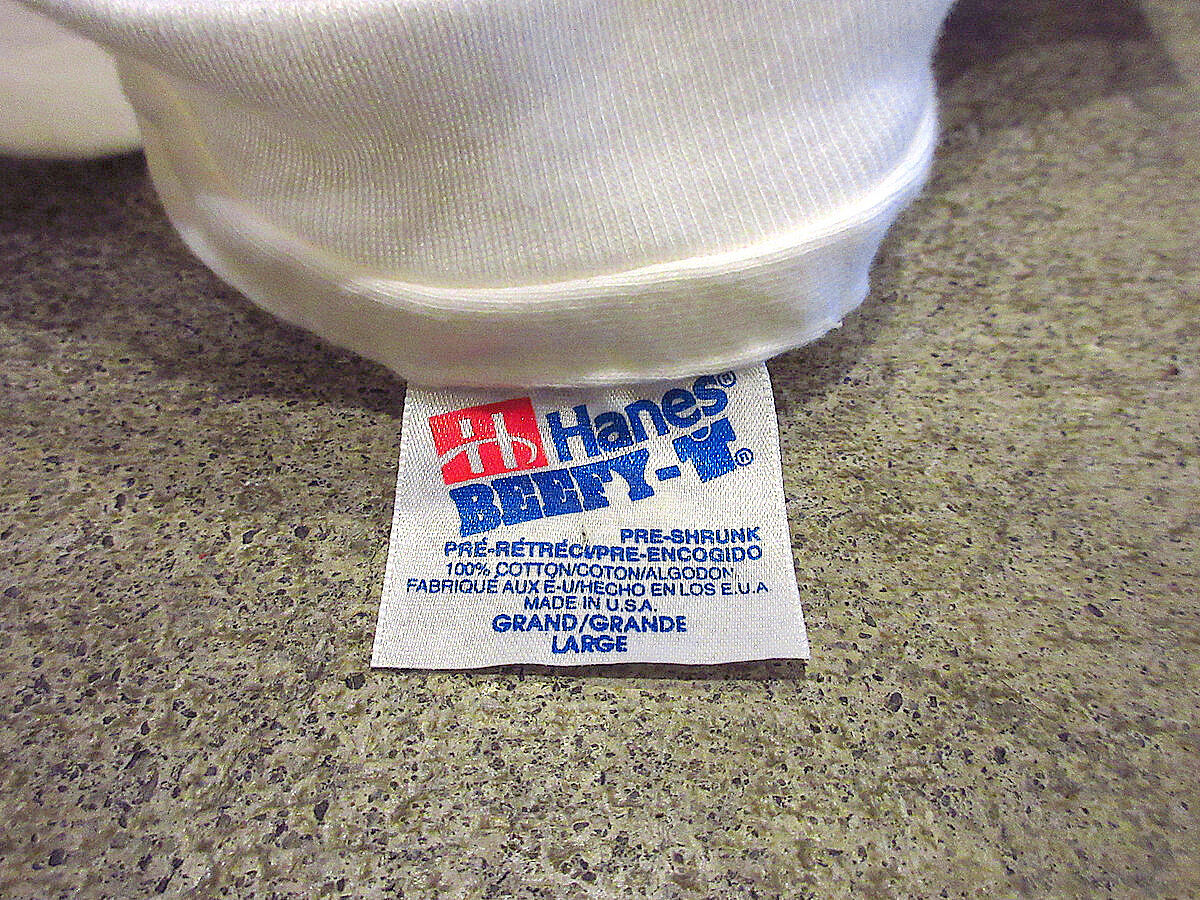 Hanes®
BEEFY-T®
PRE-SHRUNK
PRÉ-RÉTRÉCI/PRE-ENCOGIDO
100% COTTON/COTON/ALGODON
FABRIQUÉ AUX E-U/HECHO EN LOS E.U.A.
MADE IN U.S.A.
GRAND/GRANDE
LARGE